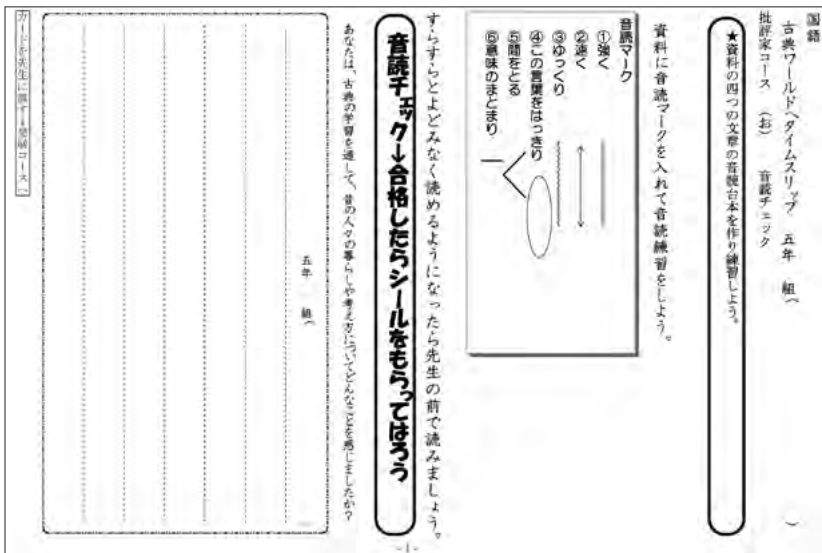 国語
古典ワールドへタイムスリップ 五年 組( )
批評家コース (お) 音読チェック
★資料の四つの文章の音読台本を作り練習しよう。
資料に音読マークを入れて音読練習をしよう。
音読マーク
①強く
②速く
③ゆっくり
④この言葉をはっきり
⑤間をとる
⑥意味のまとまり
すらすらとよどみなく読めるようになったら先生の前で読みましょう。
音読チェック→合格したらシールをもらってはろう
あなたは、古典の学習を通して、昔の人々の暮らしや考え方についてどんなことを感じましたか?
五年 組(
カードを先生に渡す→発展コースへ
-1-